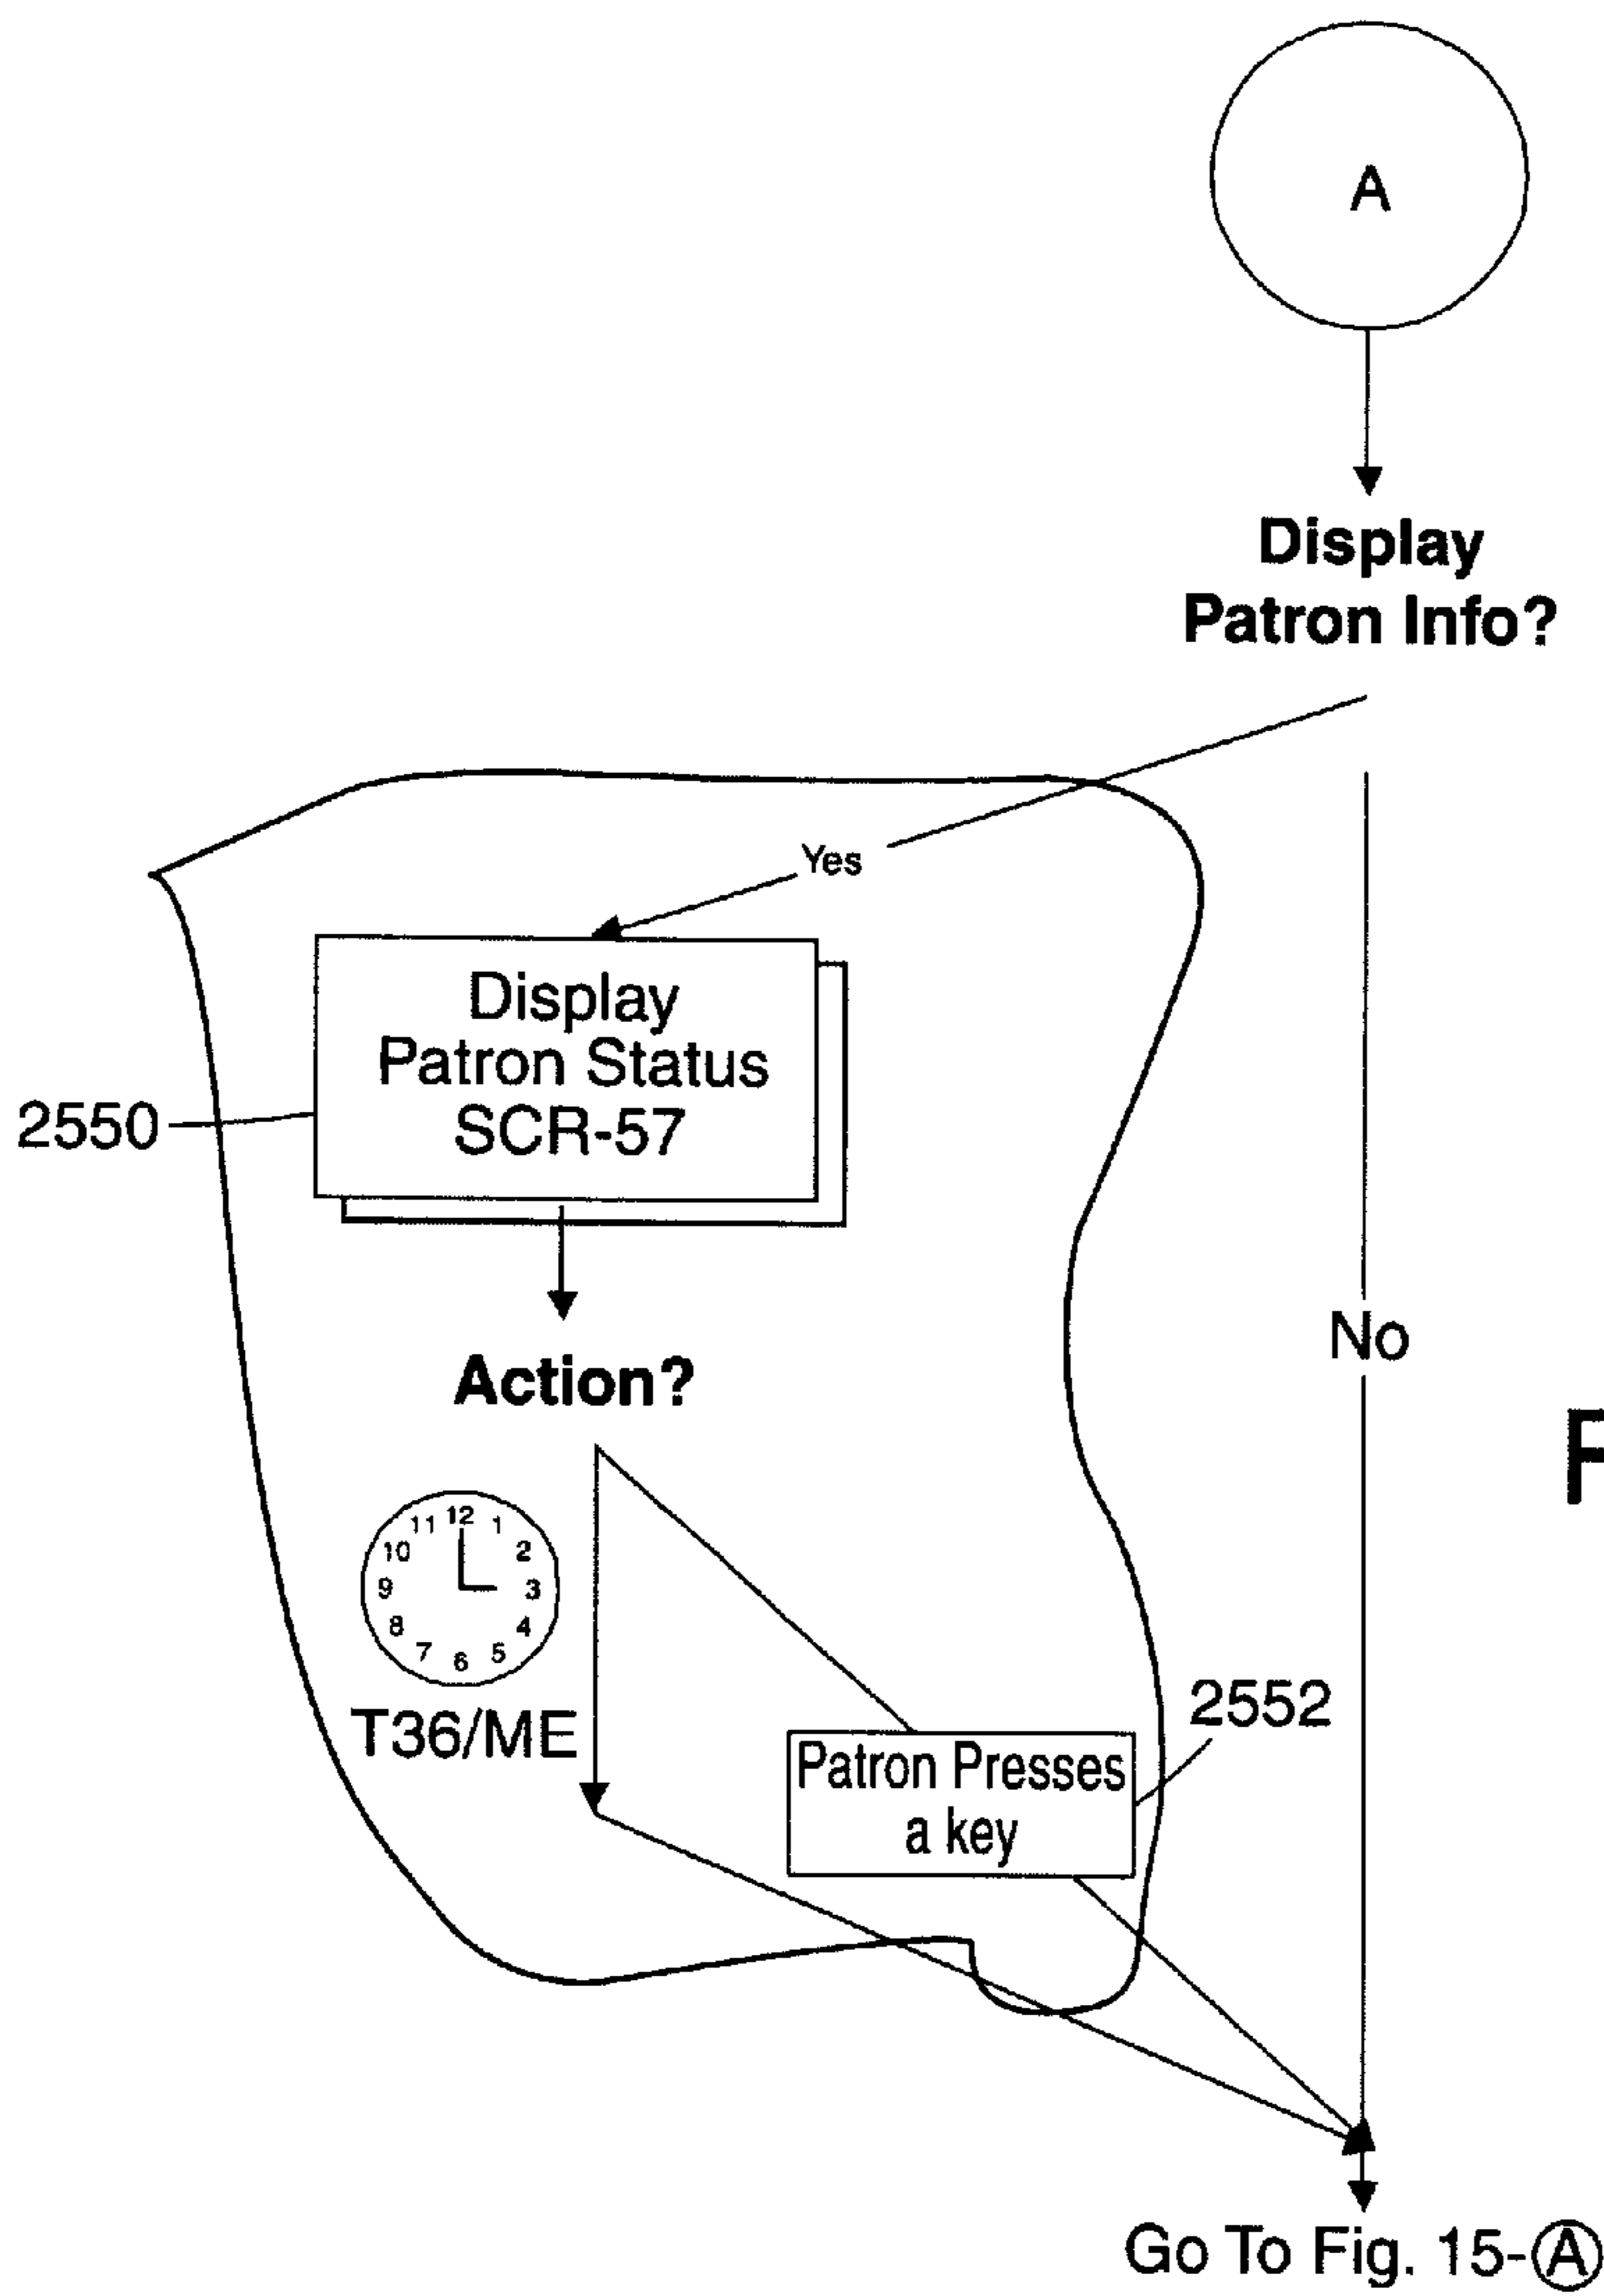 A
Display
Patron Info?
Yes
Display
Patron Status
SCR-57
2550
No
Action?
F
12
1
2
3
4
5
6
7
8
9
10
11
T36/ME
2552
Patron Presses
a key
Go To Fig. 15-A